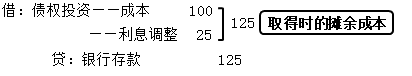 借：债权投资——成本 100
——利息调整 25
125 取得时的摊余成本
贷：银行存款 125